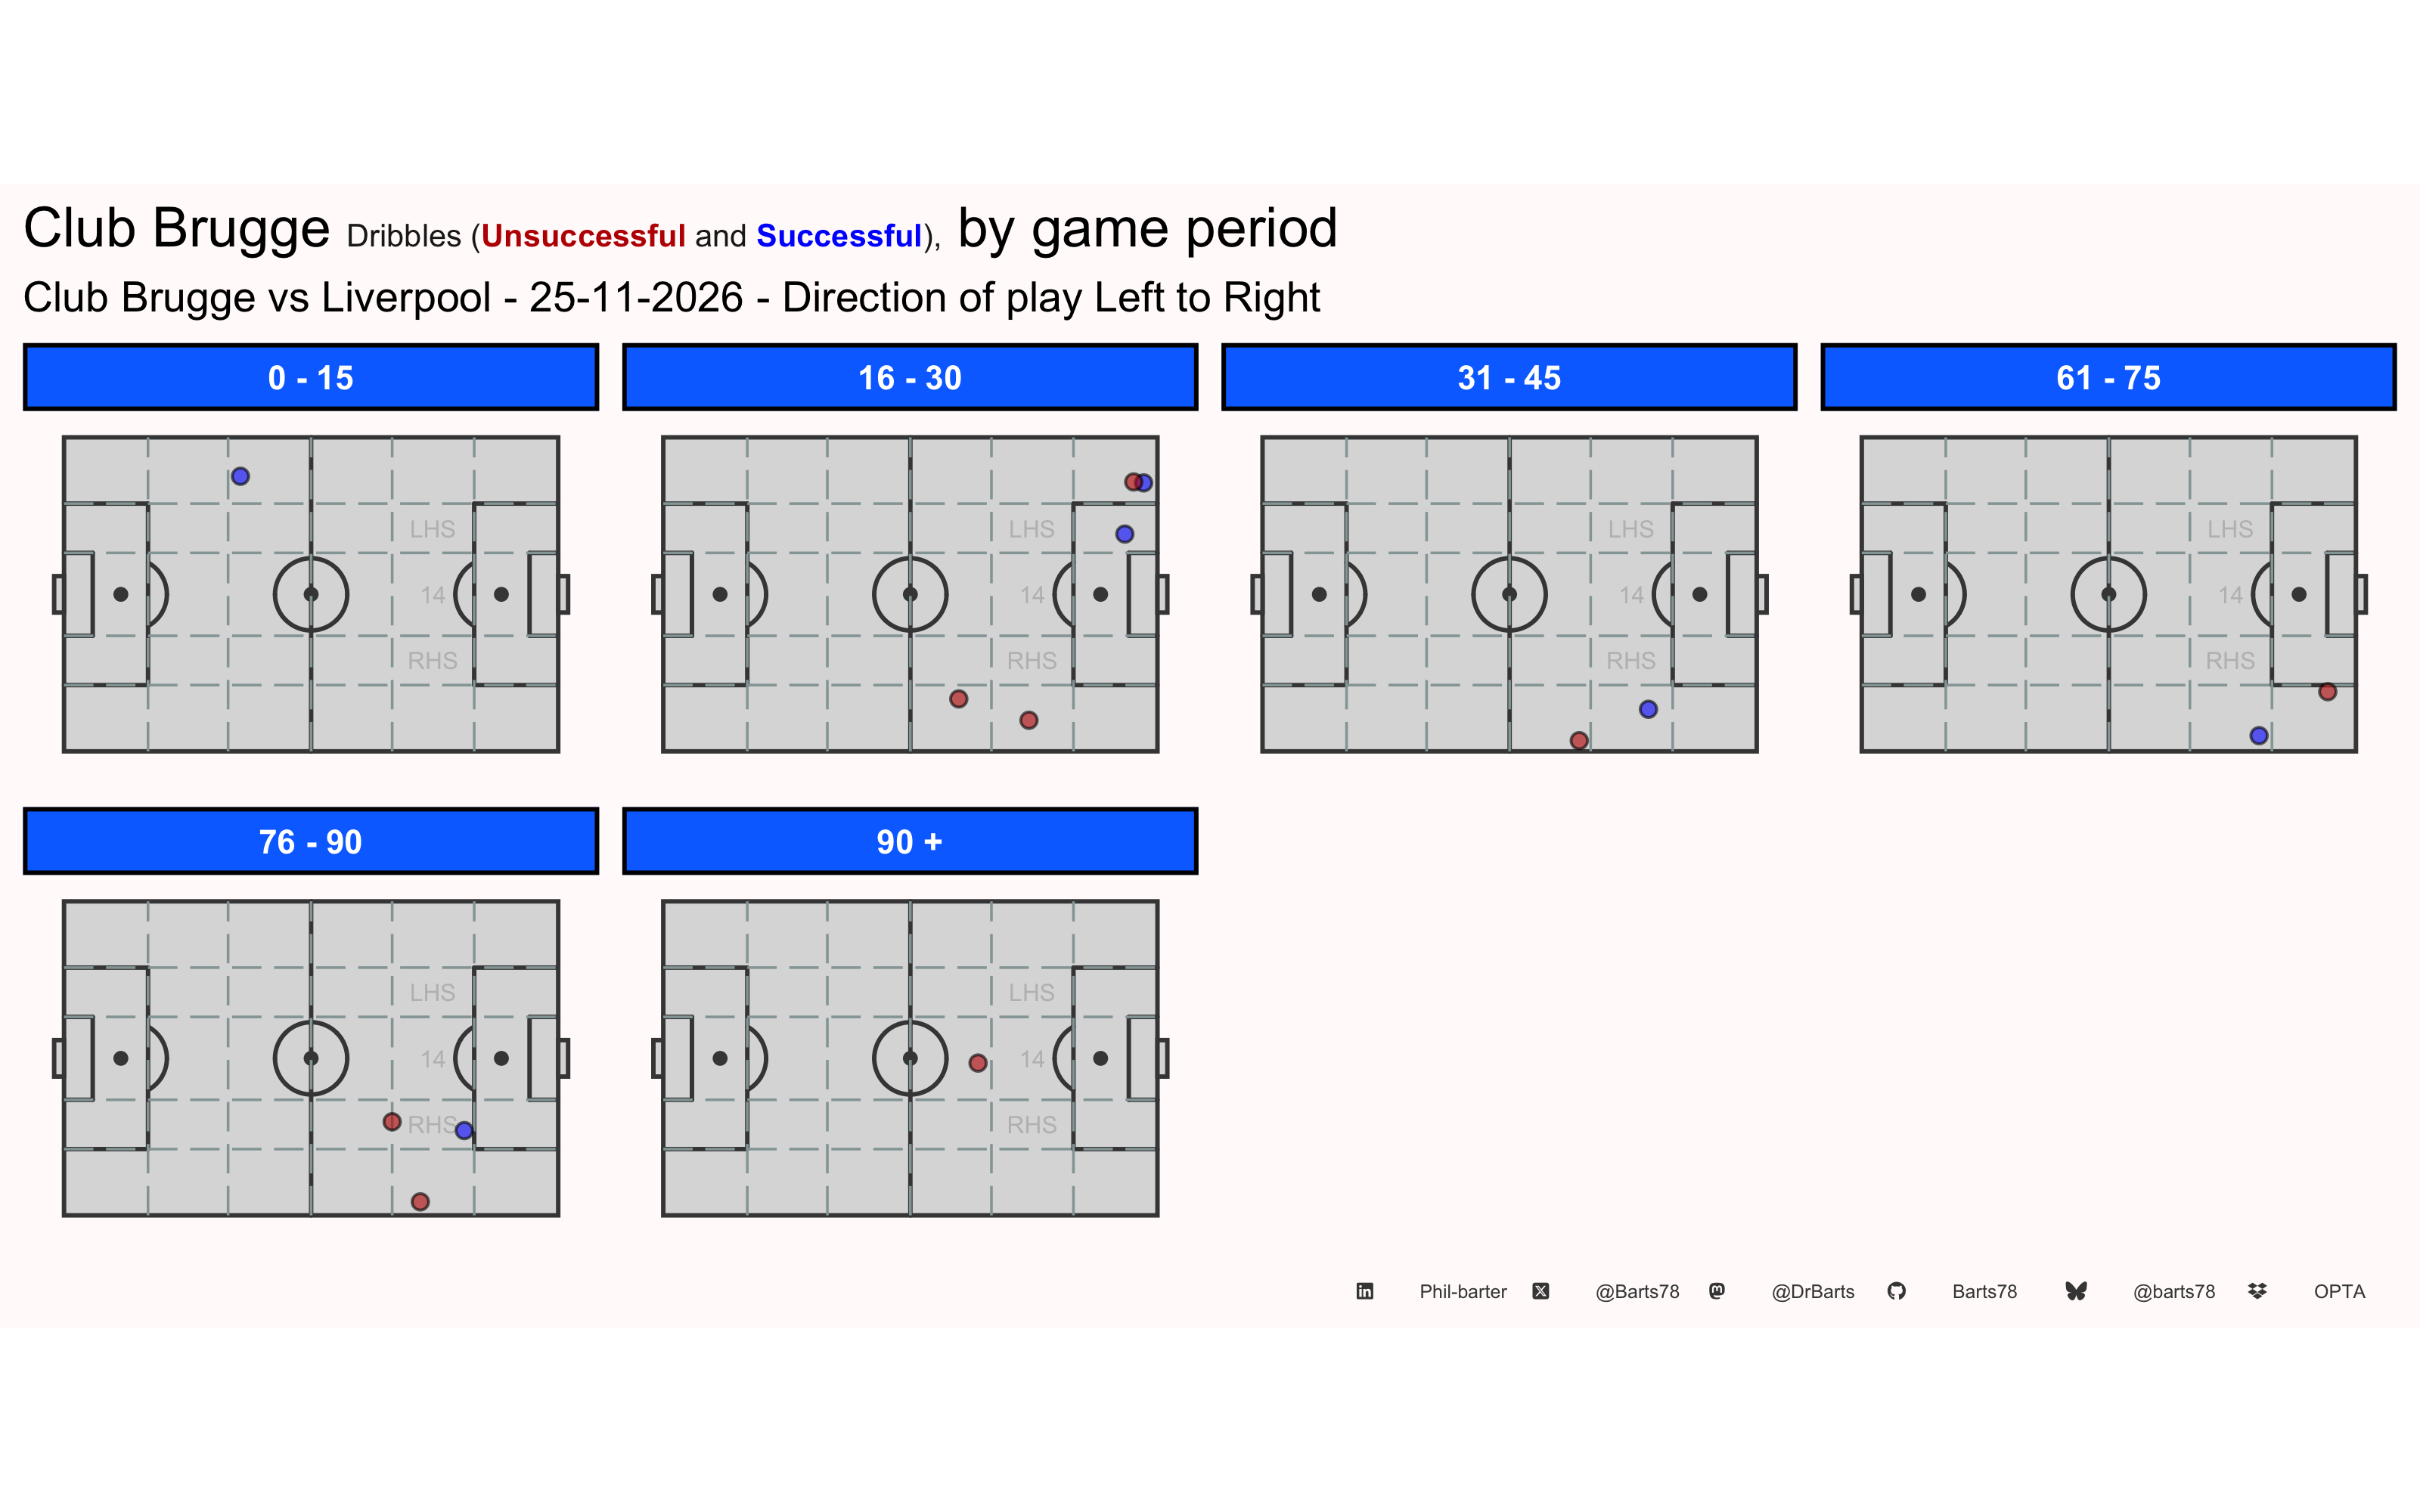 Club Brugge Dribbles (Unsuccessful and Successful), by game period
Club Brugge vs Liverpool - 25-11-2026 - Direction of play Left to Right
0 - 15
16 - 30
31 - 45
61 - 75
LHS
14
RHS
LHS
14
RHS
LHS
14
RHS
LHS
14
RHS
76 - 90
90 +
LHS
14
RHS
LHS
14
RHS
Phil-barter @Barts78 @DrBarts Barts78 @barts78 OPTA